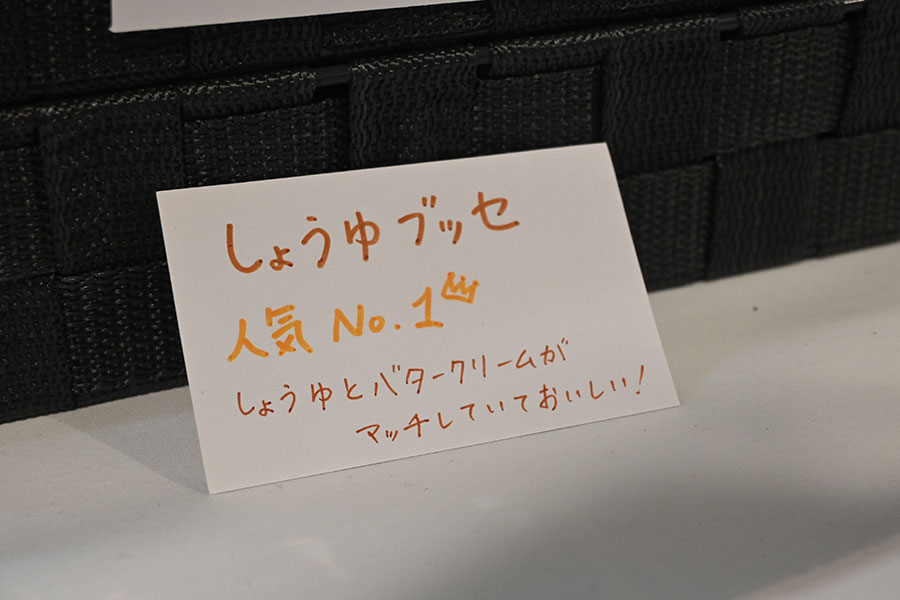 しょうゆブッセ
人気 No.1
しょうゆとバタークリームが
マッチしていておいしい!